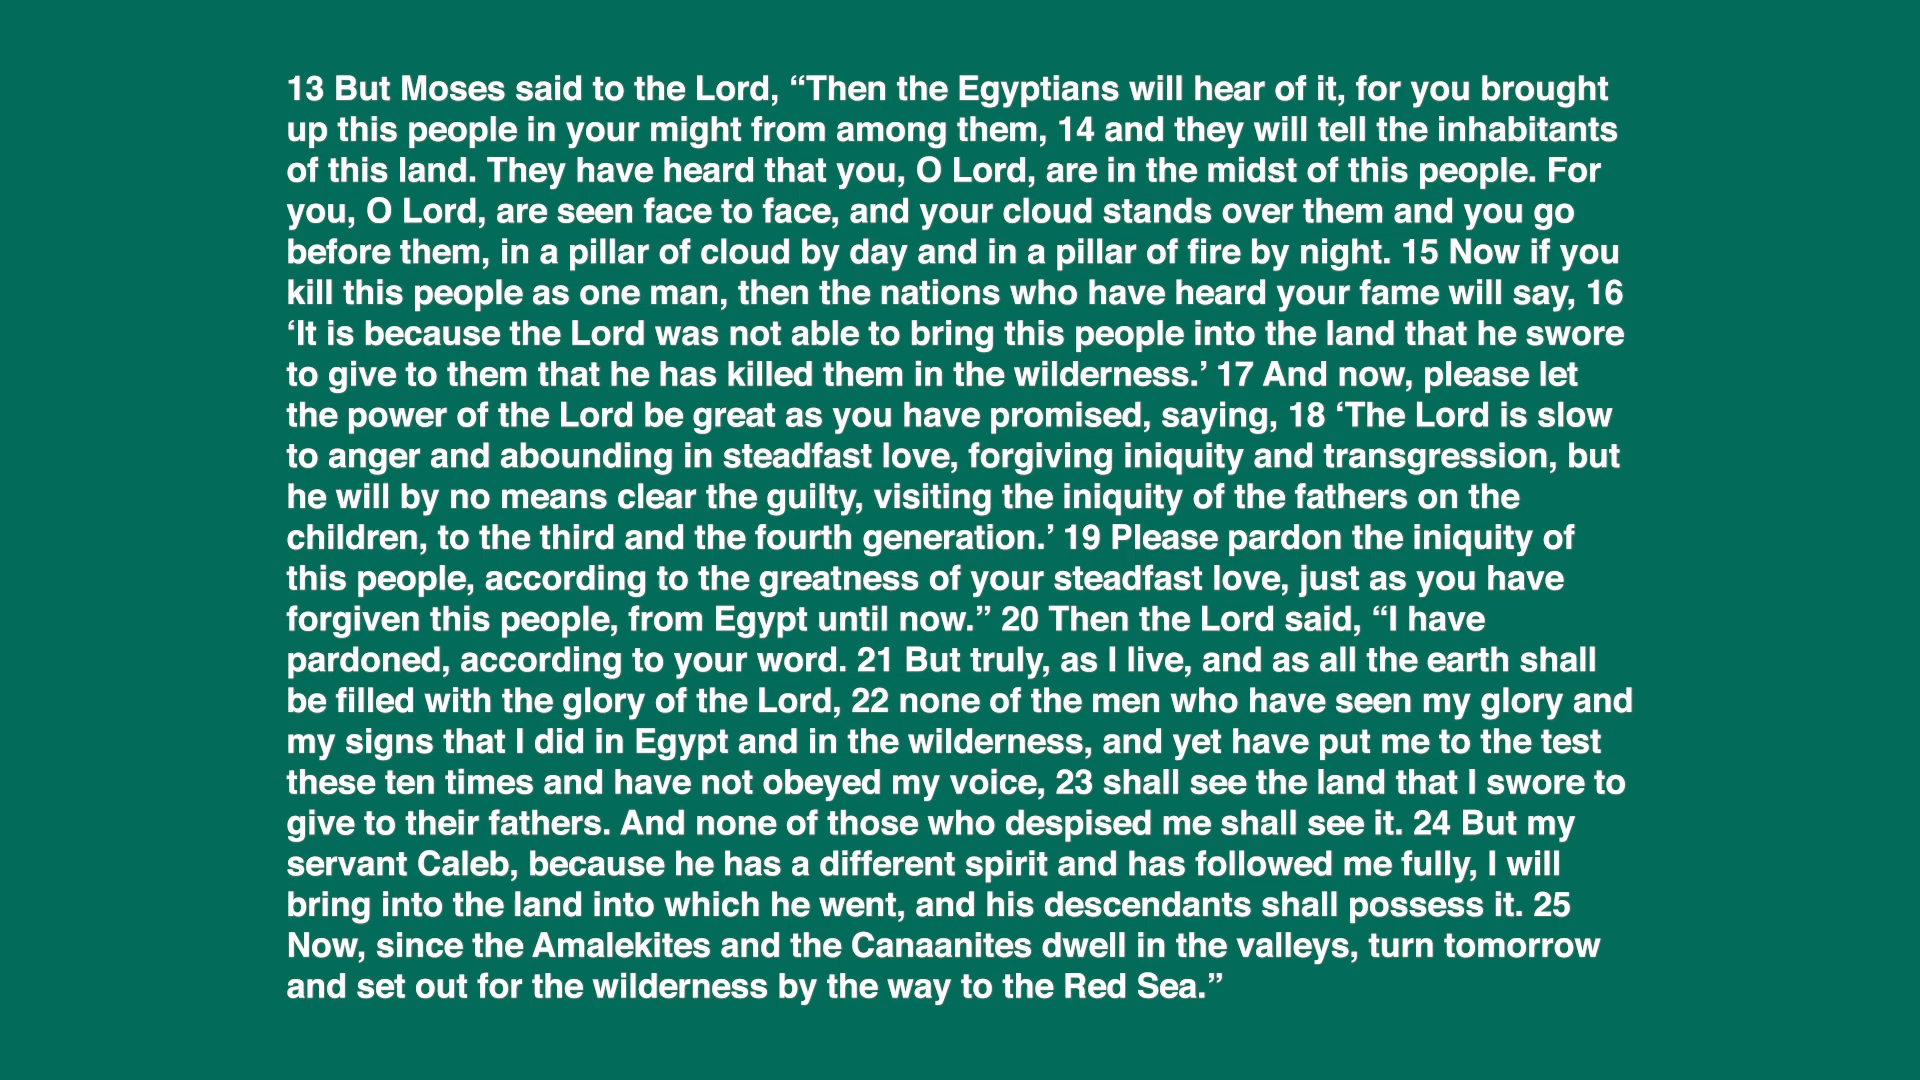 13 But Moses said to the Lord, “Then the Egyptians will hear of it, for you brought
up this people in your might from among them, 14 and they will tell the inhabitants
of this land. They have heard that you, O Lord, are in the midst of this people. For
you, O Lord, are seen face to face, and your cloud stands over them and you go
before them, in a pillar of cloud by day and in a pillar of fire by night. 15 Now if you
kill this people as one man, then the nations who have heard your fame will say, 16
‘It is because the Lord was not able to bring this people into the land that he swore
to give to them that he has killed them in the wilderness.’ 17 And now, please let
the power of the Lord be great as you have promised, saying, 18 ‘The Lord is slow
to anger and abounding in steadfast love, forgiving iniquity and transgression, but
he will by no means clear the guilty, visiting the iniquity of the fathers on the
children, to the third and the fourth generation.’ 19 Please pardon the iniquity of
this people, according to the greatness of your steadfast love, just as you have
forgiven this people, from Egypt until now.” 20 Then the Lord said, “I have
pardoned, according to your word. 21 But truly, as I live, and as all the earth shall
be filled with the glory of the Lord, 22 none of the men who have seen my glory and
my signs that I did in Egypt and in the wilderness, and yet have put me to the test
these ten times and have not obeyed my voice, 23 shall see the land that I swore to
give to their fathers. And none of those who despised me shall see it. 24 But my
servant Caleb, because he has a different spirit and has followed me fully, I will
bring into the land into which he went, and his descendants shall possess it. 25
Now, since the Amalekites and the Canaanites dwell in the valleys, turn tomorrow
and set out for the wilderness by the way to the Red Sea.”